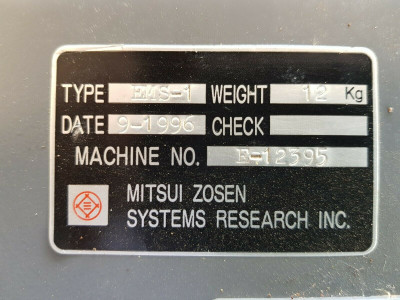 TYPE EMS-1 WEIGHT 12 Kg
DATE 9-1996 CHECK
MACHINE NO. E-12595
MITSUI ZOSEN
SYSTEMS RESEARCH INC.